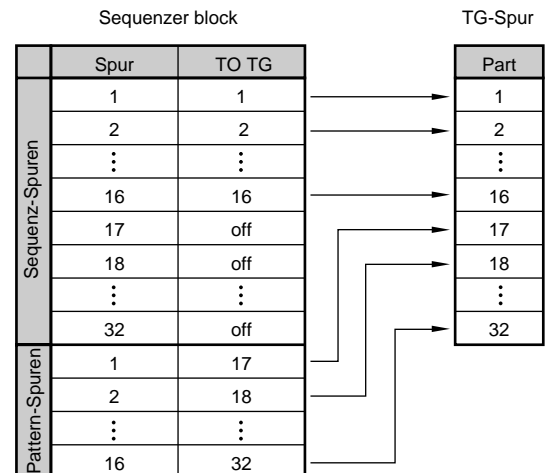 Sequenzer block TG-Spur
Spur TO TG Part
Sequenz-Spuren
1 1 1
2 2 2
⋮ ⋮ ⋮
16 16 16
17 off 17
18 off 18
⋮ ⋮ ⋮
32 off 32
Pattern-Spuren
1 17
2 18
⋮ ⋮
16 32